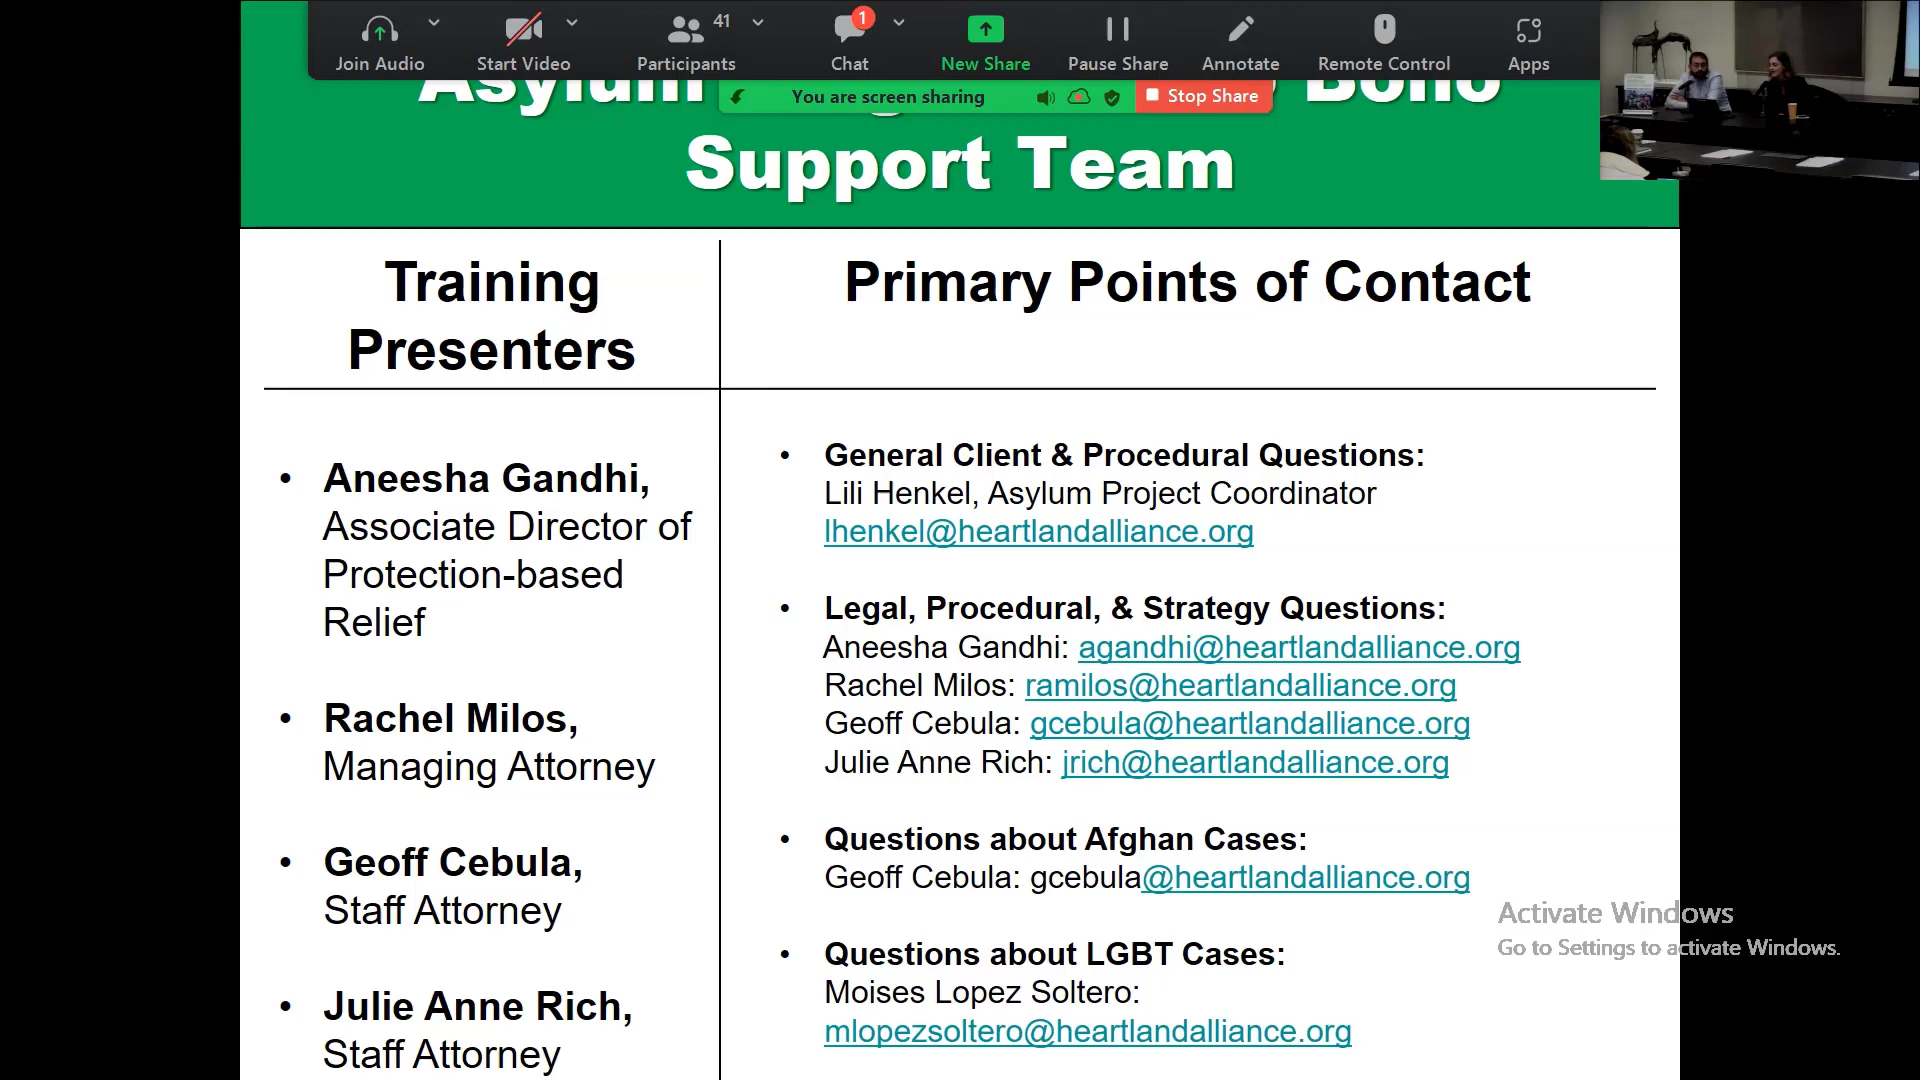 Join Audio
Start Video
Participants 41
Chat 1
New Share
Pause Share
Annotate
Remote Control
Apps
You are screen sharing
Stop Share
Asylum Bono
Support Team
Training
Presenters
Primary Points of Contact
• Aneesha Gandhi,
Associate Director of
Protection-based
Relief
• Rachel Milos,
Managing Attorney
• Geoff Cebula,
Staff Attorney
• Julie Anne Rich,
Staff Attorney
• General Client & Procedural Questions:
Lili Henkel, Asylum Project Coordinator
lhenkel@heartlandalliance.org
• Legal, Procedural, & Strategy Questions:
Aneesha Gandhi: agandhi@heartlandalliance.org
Rachel Milos: ramilos@heartlandalliance.org
Geoff Cebula: gcebula@heartlandalliance.org
Julie Anne Rich: jrich@heartlandalliance.org
• Questions about Afghan Cases:
Geoff Cebula: gcebula@heartlandalliance.org
• Questions about LGBT Cases:
Moises Lopez Soltero:
mlopezsoltero@heartlandalliance.org
Activate Windows
Go to Settings to activate Windows.